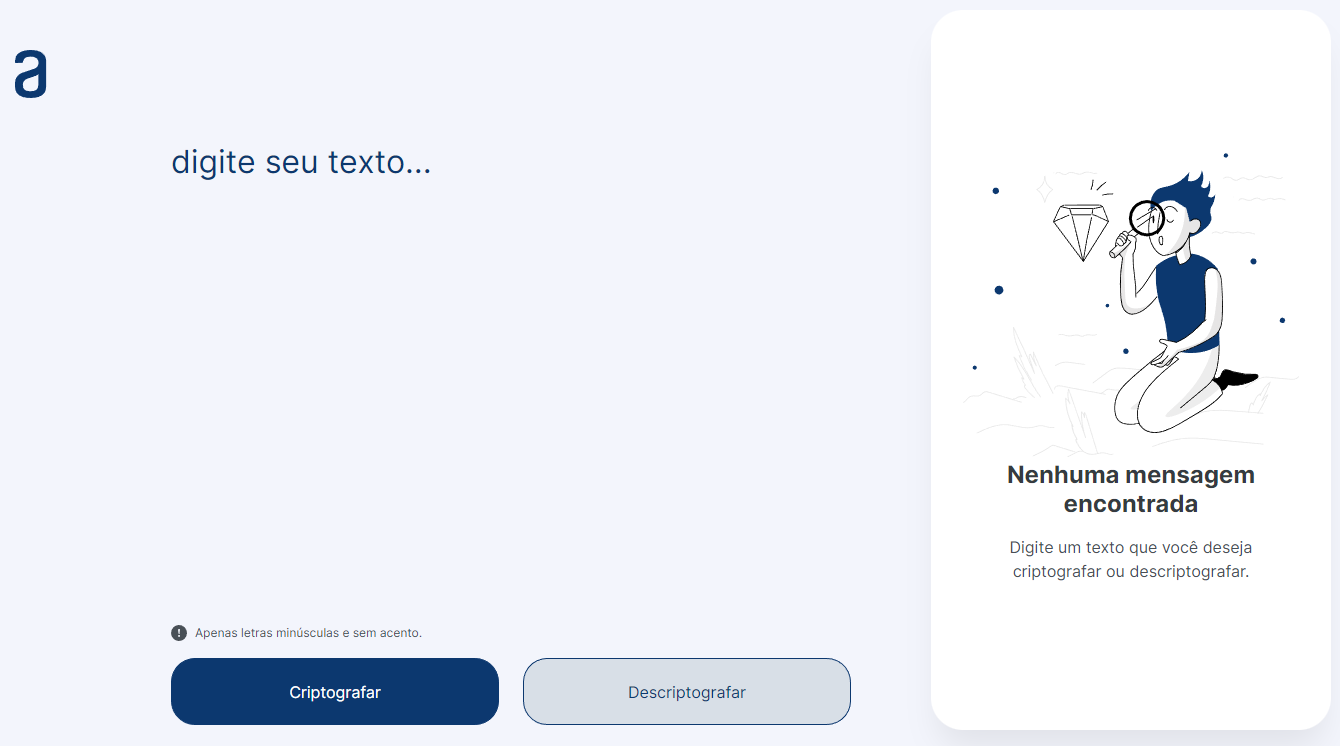 a
digite seu texto...
Apenas letras minúsculas e sem acento.
Criptografar
Descriptografar
Nenhuma mensagem
encontrada
Digite um texto que você deseja
criptografar ou descriptografar.